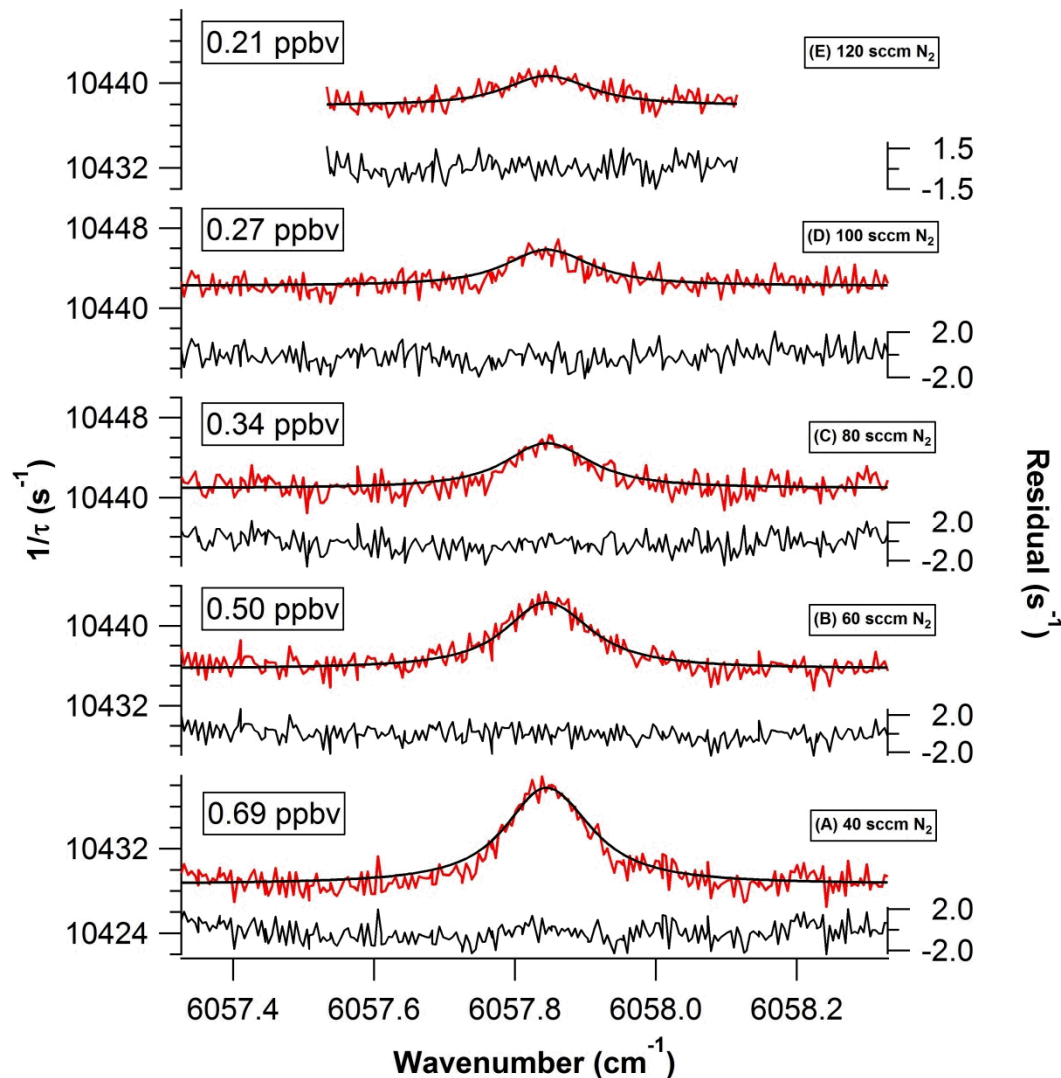 0.21 ppbv
(E) 120 sccm N₂
10440
10432
1.5
-1.5
0.27 ppbv
(D) 100 sccm N₂
10448
10440
2.0
-2.0
0.34 ppbv
(C) 80 sccm N₂
10448
10440
2.0
-2.0
0.50 ppbv
(B) 60 sccm N₂
10440
10432
2.0
-2.0
0.69 ppbv
(A) 40 sccm N₂
10432
10424
2.0
-2.0
1/τ (s⁻¹)
Residual (s⁻¹)
6057.4 6057.6 6057.8 6058.0 6058.2
Wavenumber (cm⁻¹)